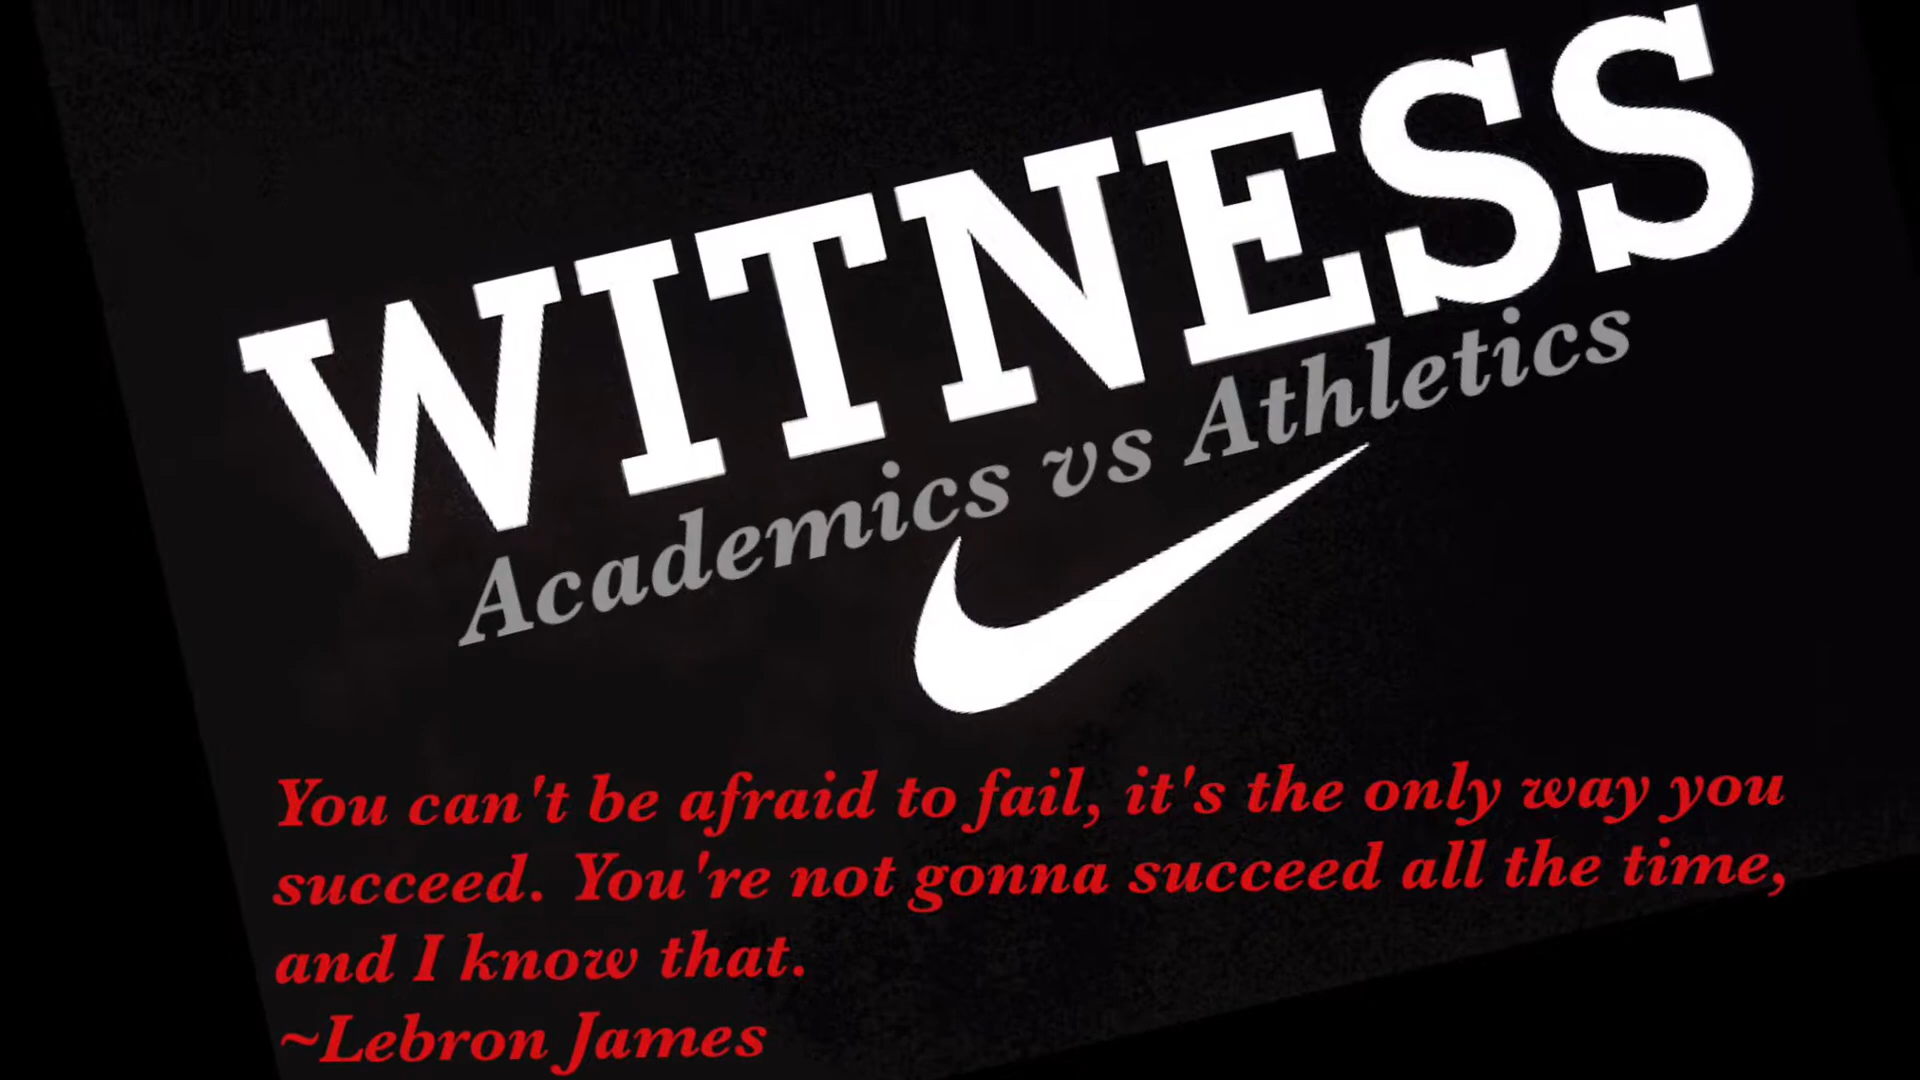 WITNESS
Academics vs Athletics
You can't be afraid to fail, it's the only way you
succeed. You're not gonna succeed all the time,
and I know that.
~Lebron James